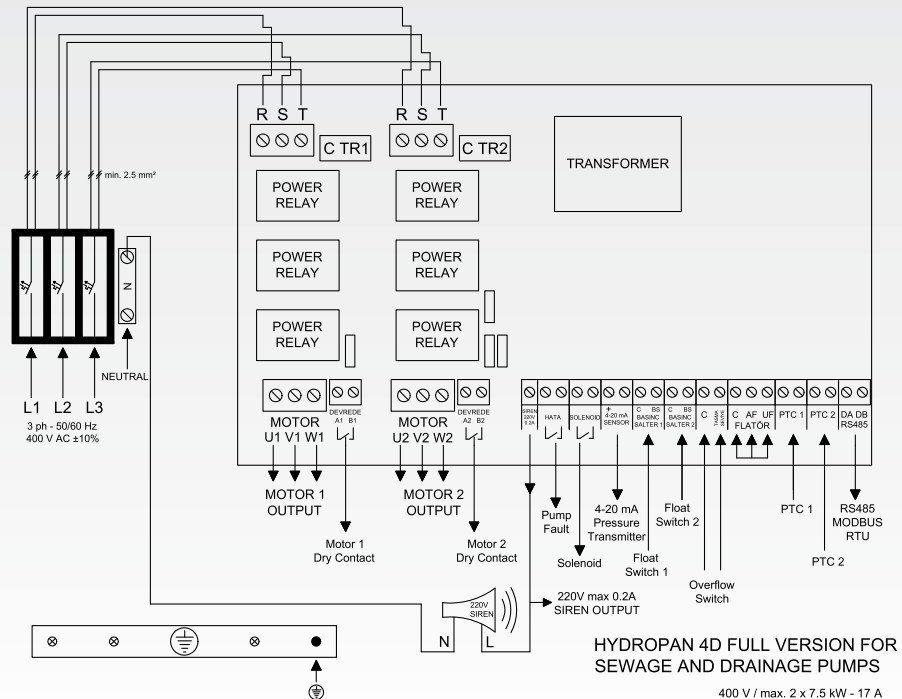 R S T
R S T
C TR1
C TR2
TRANSFORMER
min. 2.5 mm²
POWER
RELAY
POWER
RELAY
POWER
RELAY
POWER
RELAY
POWER
RELAY
POWER
RELAY
N
NEUTRAL
L1 L2 L3
3 ph - 50/60 Hz
400 V AC ±10%
MOTOR
U1 V1 W1
DEVREDE
A1 B1
MOTOR
U2 V2 W2
DEVREDE
A2 B2
SIREN
220V
0.2A
HATA
SOLENOID
+
4-20 mA
SENSOR
C BS
BASINC
SALTER 1
C BS
BASINC
SALTER 2
C
TASMA
C AF UF
FLATÖR
PTC 1
PTC 2
DA DB
RS485
MOTOR 1
OUTPUT
Motor 1
Dry Contact
MOTOR 2
OUTPUT
Motor 2
Dry Contact
Pump
Fault
Solenoid
4-20 mA
Pressure
Transmitter
Float
Switch 1
Float
Switch 2
Overflow
Switch
PTC 1
PTC 2
RS485
MODBUS
RTU
220V max 0.2A
SIREN OUTPUT
220V
SIREN
N L
HYDROPAN 4D FULL VERSION FOR
SEWAGE AND DRAINAGE PUMPS
400 V / max. 2 x 7.5 kW - 17 A